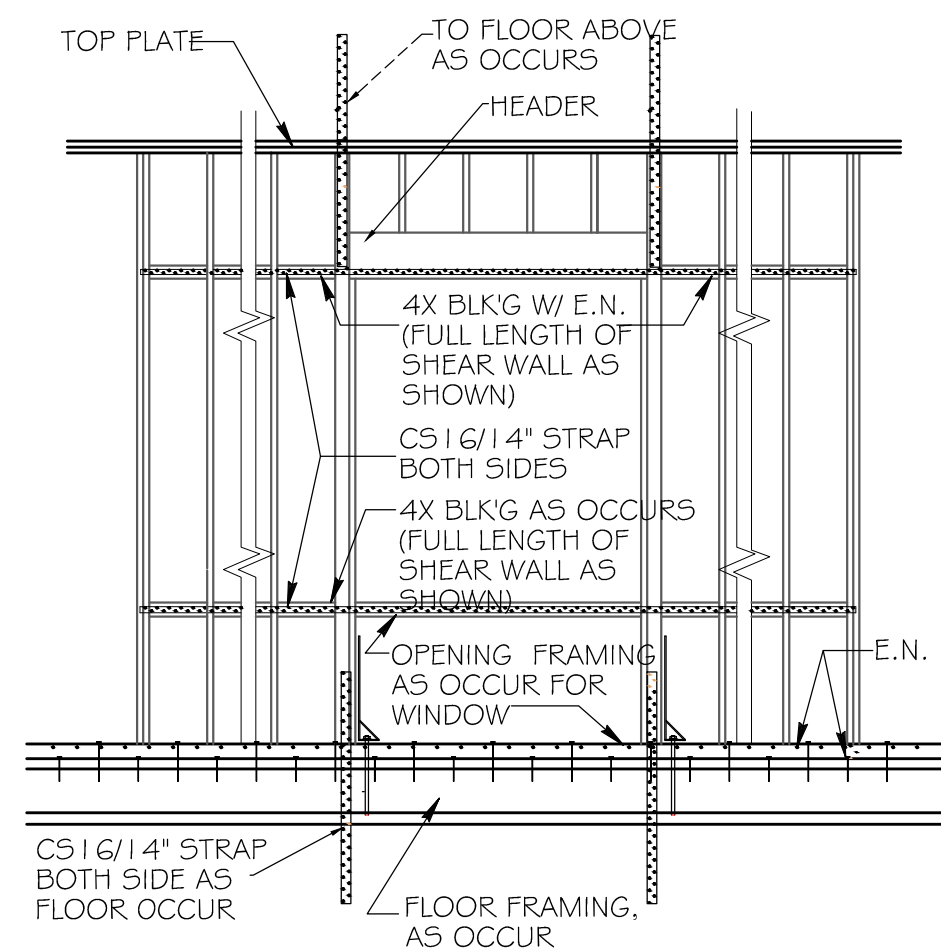 TOP PLATE
TO FLOOR ABOVE
AS OCCURS
HEADER
4X BLK'G W/ E.N.
(FULL LENGTH OF
SHEAR WALL AS
SHOWN)
CS16/14" STRAP
BOTH SIDES
4X BLK'G AS OCCURS
(FULL LENGTH OF
SHEAR WALL AS
SHOWN)
OPENING FRAMING
AS OCCUR FOR
WINDOW
E.N.
CS16/14" STRAP
BOTH SIDE AS
FLOOR OCCUR
FLOOR FRAMING,
AS OCCUR